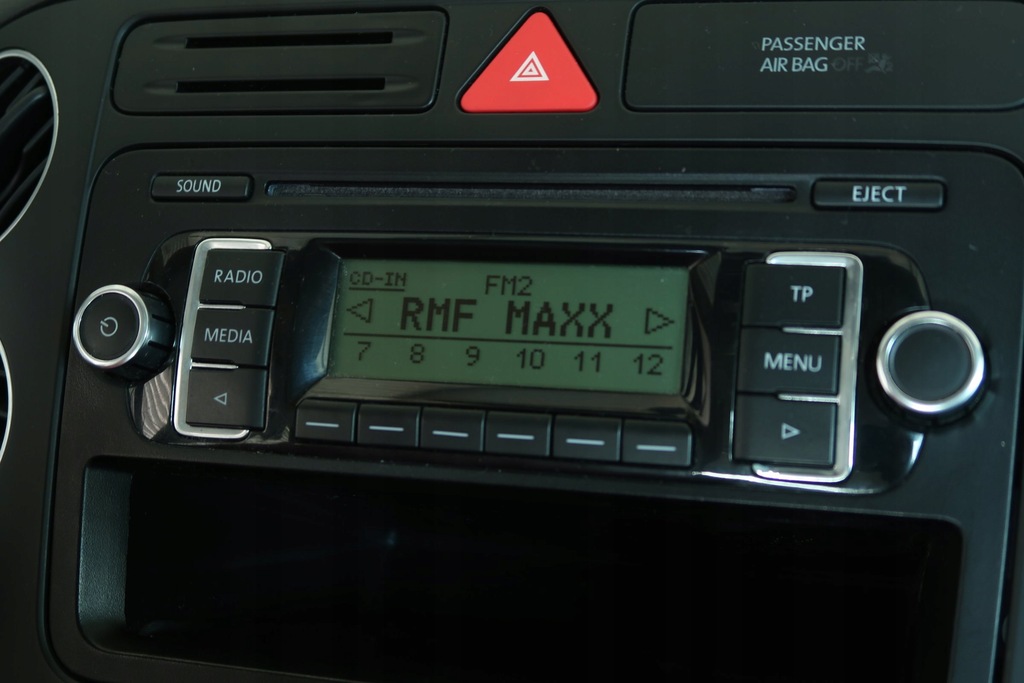 PASSENGER
AIR BAG OFF
SOUND
EJECT
RADIO
MEDIA
CD-IN
FM2
RMF MAXX
7 8 9 10 11 12
TP
MENU